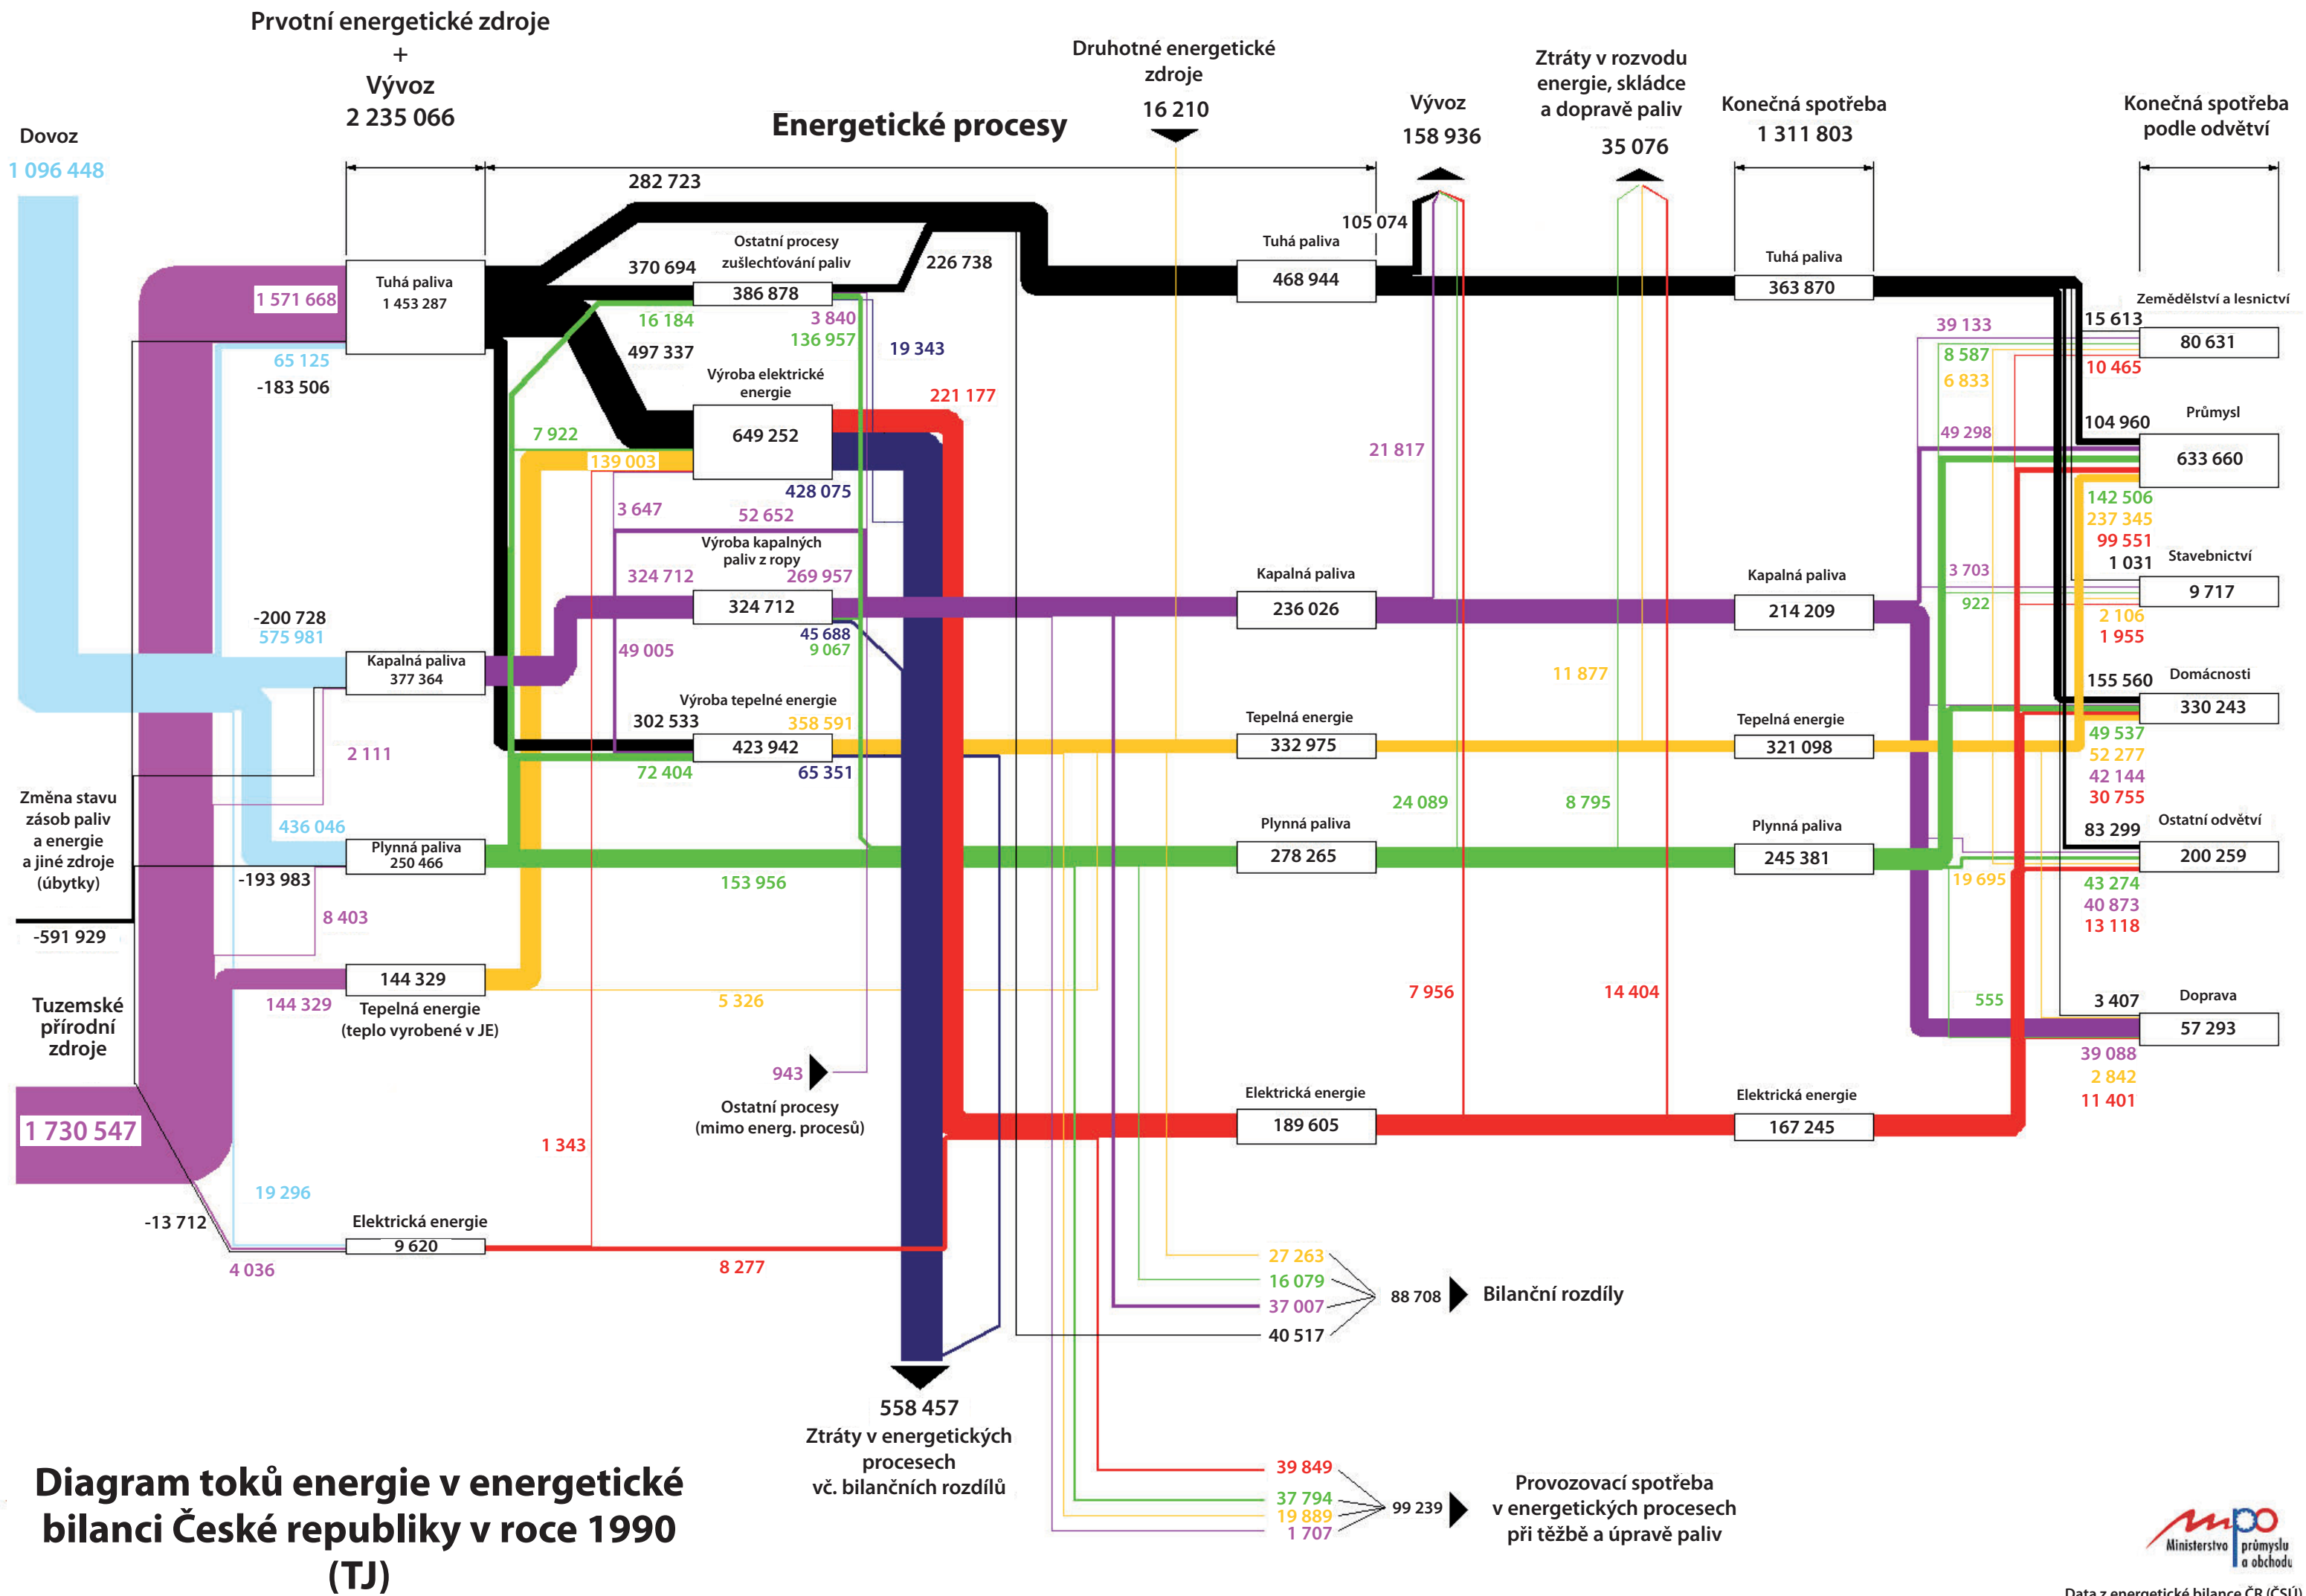 Prvotní energetické zdroje
+
Vývoz
2 235 066
Dovoz
1 096 448
Energetické procesy
Druhotné energetické
zdroje
16 210
Vývoz
158 936
Ztráty v rozvodu
energie, skládce
a dopravě paliv
35 076
Konečná spotřeba
1 311 803
Konečná spotřeba
podle odvětví
282 723
105 074
1 571 668
Tuhá paliva
1 453 287
65 125
-183 506
370 694
Ostatní procesy
zušlechťování paliv
386 878
226 738
16 184
3 840
136 957
19 343
497 337
Výroba elektrické
energie
649 252
221 177
7 922
139 003
428 075
3 647
52 652
Výroba kapalných
paliv z ropy
324 712
269 957
324 712
45 688
9 067
49 005
-200 728
575 981
Kapalná paliva
377 364
2 111
Výroba tepelné energie
302 533
358 591
423 942
72 404
65 351
Změna stavu
zásob paliv
a energie
a jiné zdroje
(úbytky)
-591 929
436 046
Plynná paliva
250 466
-193 983
153 956
8 403
144 329
144 329
Tepelná energie
(teplo vyrobené v JE)
5 326
Tuzemské
přírodní
zdroje
1 730 547
943
Ostatní procesy
(mimo energ. procesů)
1 343
19 296
-13 712
4 036
Elektrická energie
9 620
8 277
558 457
Ztráty v energetických
procesech
vč. bilančních rozdílů
Tuhá paliva
468 944
21 817
Kapalná paliva
236 026
11 877
Tepelná energie
332 975
24 089
8 795
Plynná paliva
278 265
7 956
14 404
Elektrická energie
189 605
27 263
16 079
37 007
40 517
88 708
Bilanční rozdíly
39 849
37 794
19 889
1 707
99 239
Provozovací spotřeba
v energetických procesech
při těžbě a úpravě paliv
Tuhá paliva
363 870
Kapalná paliva
214 209
Tepelná energie
321 098
Plynná paliva
245 381
Elektrická energie
167 245
Zemědělství a lesnictví
39 133
15 613
8 587
80 631
6 833
10 465
Průmysl
104 960
49 298
633 660
142 506
237 345
99 551
1 031
Stavebnictví
3 703
922
9 717
2 106
1 955
155 560
Domácnosti
330 243
49 537
52 277
42 144
30 755
83 299
Ostatní odvětví
200 259
19 695
43 274
40 873
13 118
555
3 407
Doprava
57 293
39 088
2 842
11 401
Diagram toků energie v energetické
bilanci České republiky v roce 1990
(TJ)
mpo
Ministerstvo průmyslu
a obchodu
Data z energetické bilance ČR (ČSÚ)